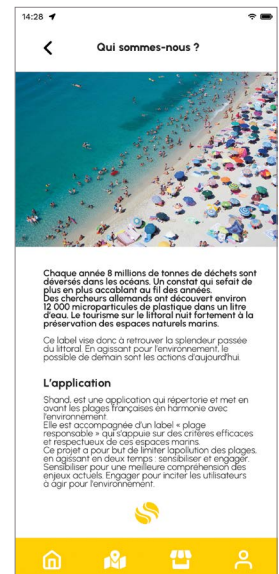 14:28
Qui sommes-nous ?
Chaque année 8 millions de tonnes de déchets sont
déversés dans les océans. Un constat qui sefait de
plus en plus accablant au fil des années.
Des chercheurs allemands ont découvert environ
12 000 microparticules de plastique dans un litre
d'eau. Le tourisme sur le littoral nuit fortement à la
préservation des espaces naturels marins.
Ce label vise donc à retrouver la splendeur passée
du littoral. En agissant pour l'environnement, le
possible de demain sont les actions d'aujourd'hui
L'application
Shand, est une application qui répertorie et met en
avant les plages françaises en harmonie avec
l'environnement.
Elle est accompagnée d'un label « plage
responsable » qui s'appuie sur des critères efficaces
et respectueux de ces espaces marins.
Ce projet a pour but de limiter lapollution des plages,
en agissant en deux temps : sensibiliser et engager.
Sensibiliser pour une meilleure compréhension des
enjeux actuels. Engager pour inciter les utilisateurs
à agir pour l'environnement.